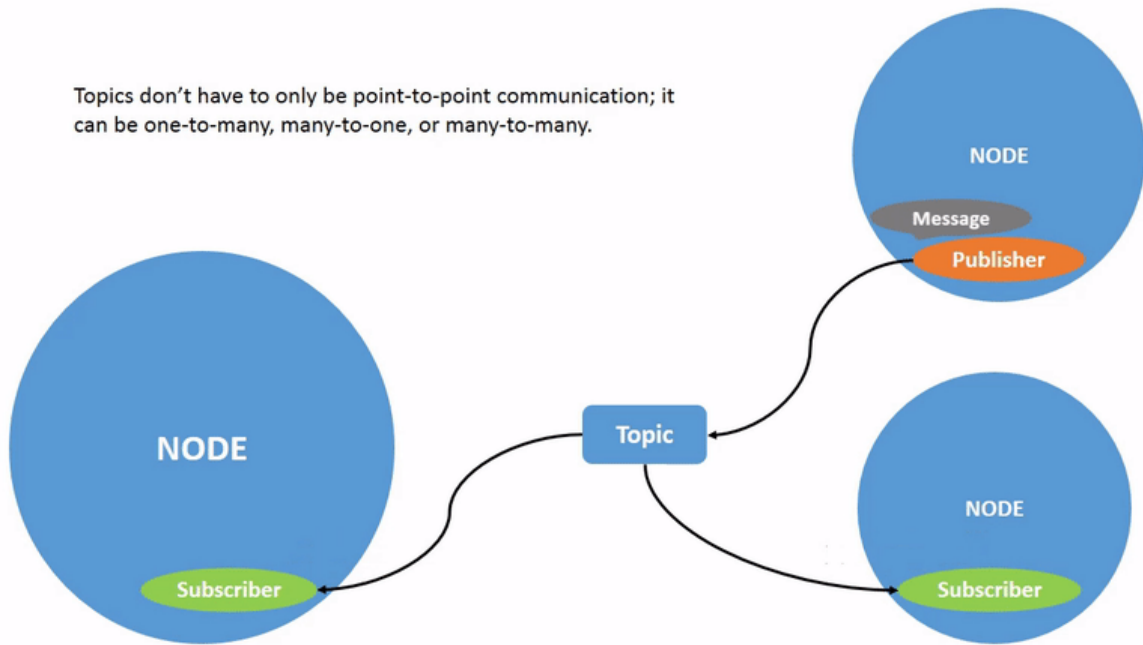 Topics don't have to only be point-to-point communication; it
can be one-to-many, many-to-one, or many-to-many.
NODE
Message
Publisher
NODE
Topic
NODE
Subscriber
Subscriber